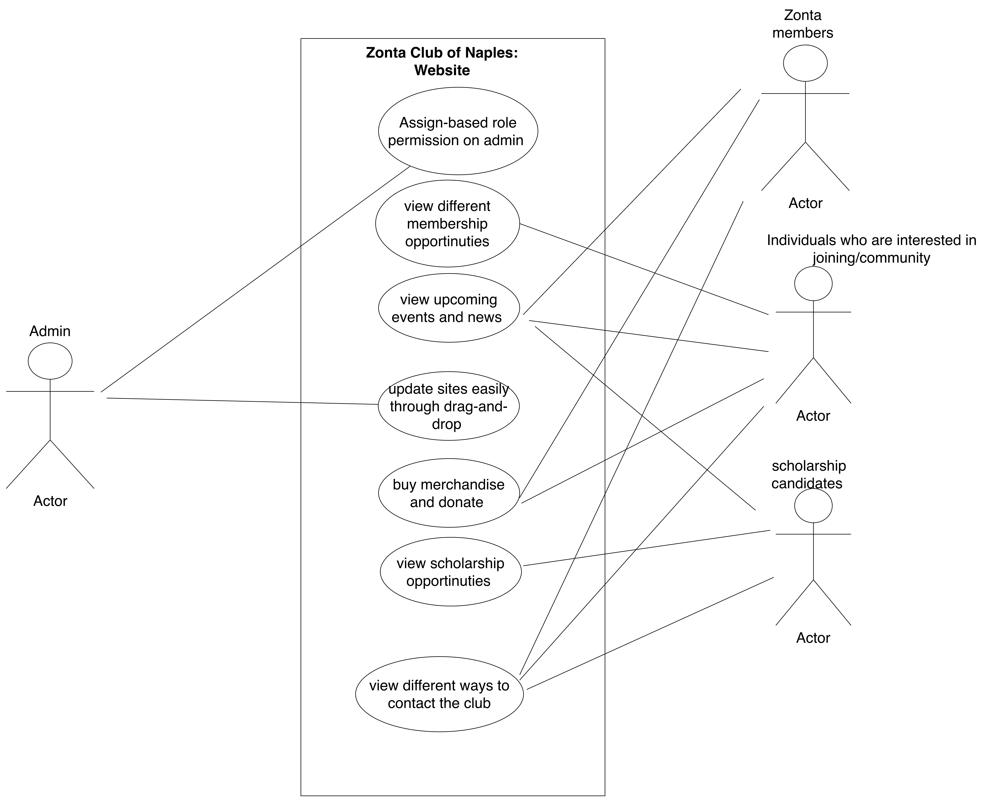 Zonta
members
Zonta Club of Naples:
Website
Assign-based role
permission on admin
Actor
view different
membership
opportinuties
Individuals who are interested in
joining/community
view upcoming
events and news
Admin
update sites easily
through drag-and-
drop
Actor
scholarship
candidates
buy merchandise
and donate
Actor
view scholarship
opportinuties
Actor
view different ways to
contact the club